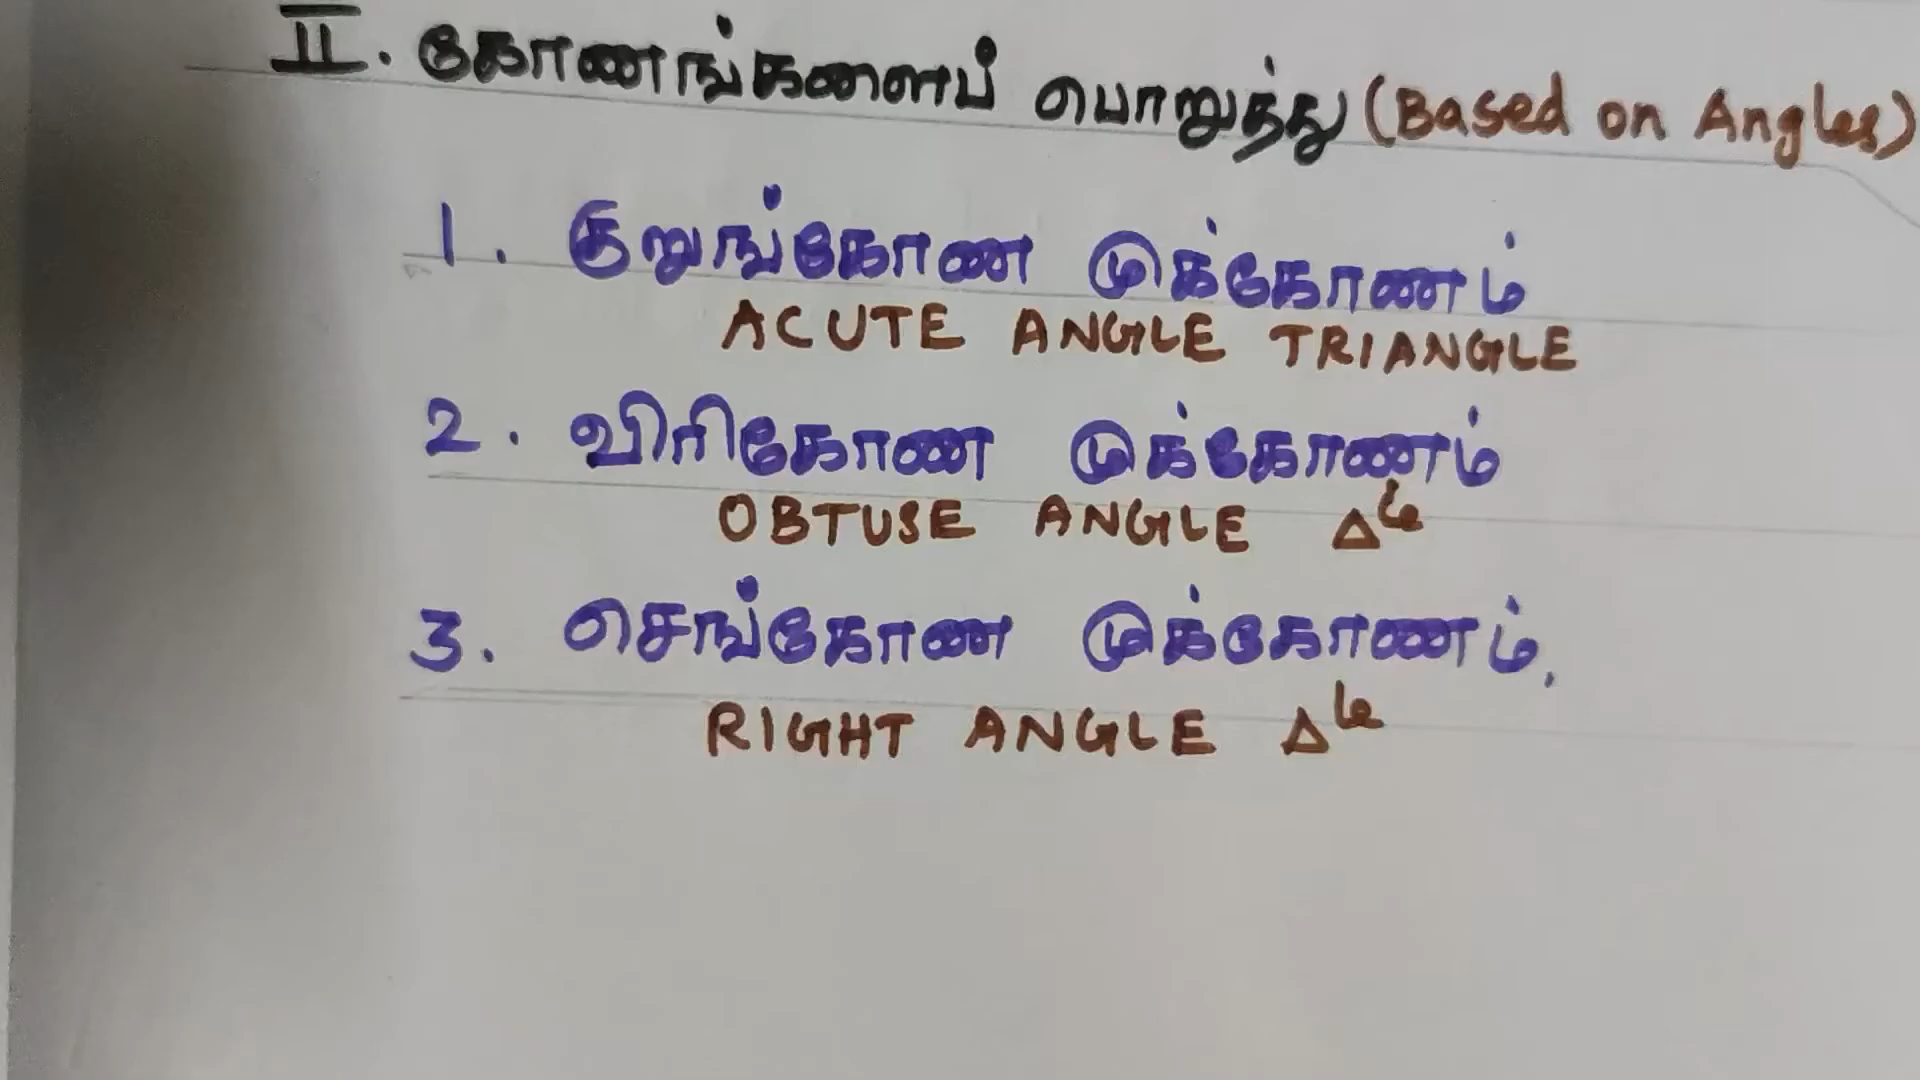 II. கோணங்களைப் பொறுத்து (Based on Angles)
1. குறுங்கோண முக்கோணம்
ACUTE ANGLE TRIANGLE
2. விரிகோண முக்கோணம்
OBTUSE ANGLE Δle
3. செங்கோண முக்கோணம்.
RIGHT ANGLE Δle